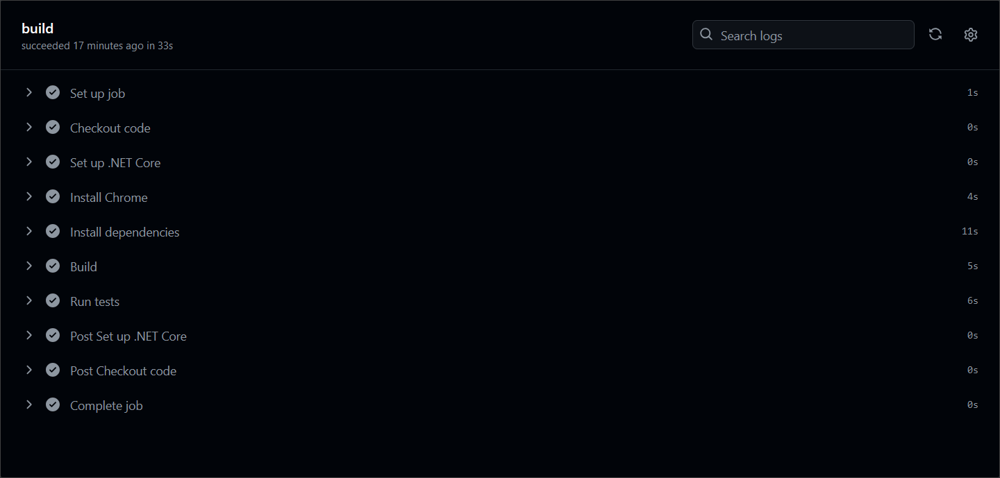 build
succeeded 17 minutes ago in 33s
Search logs
Set up job 1s
Checkout code 0s
Set up .NET Core 0s
Install Chrome 4s
Install dependencies 11s
Build 5s
Run tests 6s
Post Set up .NET Core 0s
Post Checkout code 0s
Complete job 0s